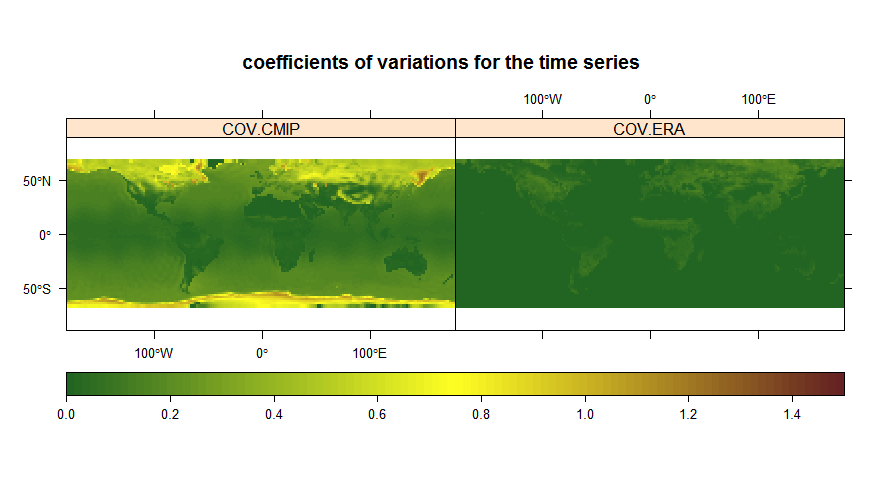 coefficients of variations for the time series
100°W 0° 100°E
COV.CMIP COV.ERA
50°N
0°
50°S
100°W 0° 100°E
0.0 0.2 0.4 0.6 0.8 1.0 1.2 1.4